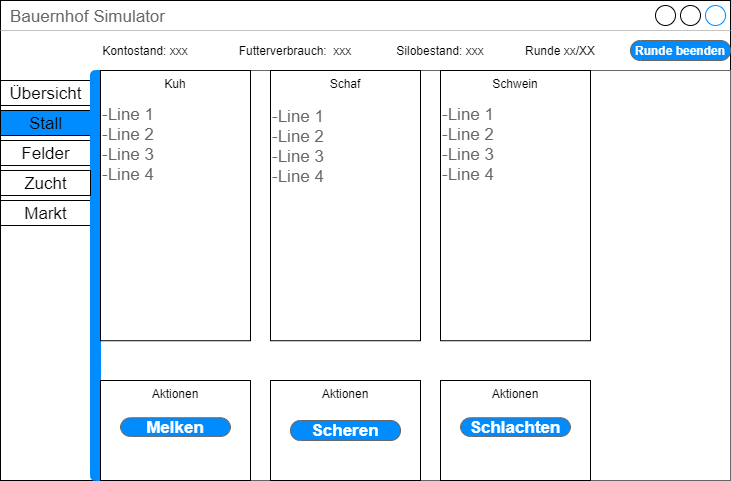 Bauernhof Simulator
Kontostand: xxx Futterverbrauch: xxx Silobestand: xxx Runde xx/XX Runde beenden
Übersicht
Stall
Felder
Zucht
Markt
Kuh
-Line 1
-Line 2
-Line 3
-Line 4
Schaf
-Line 1
-Line 2
-Line 3
-Line 4
Schwein
-Line 1
-Line 2
-Line 3
-Line 4
Aktionen
Melken
Aktionen
Scheren
Aktionen
Schlachten